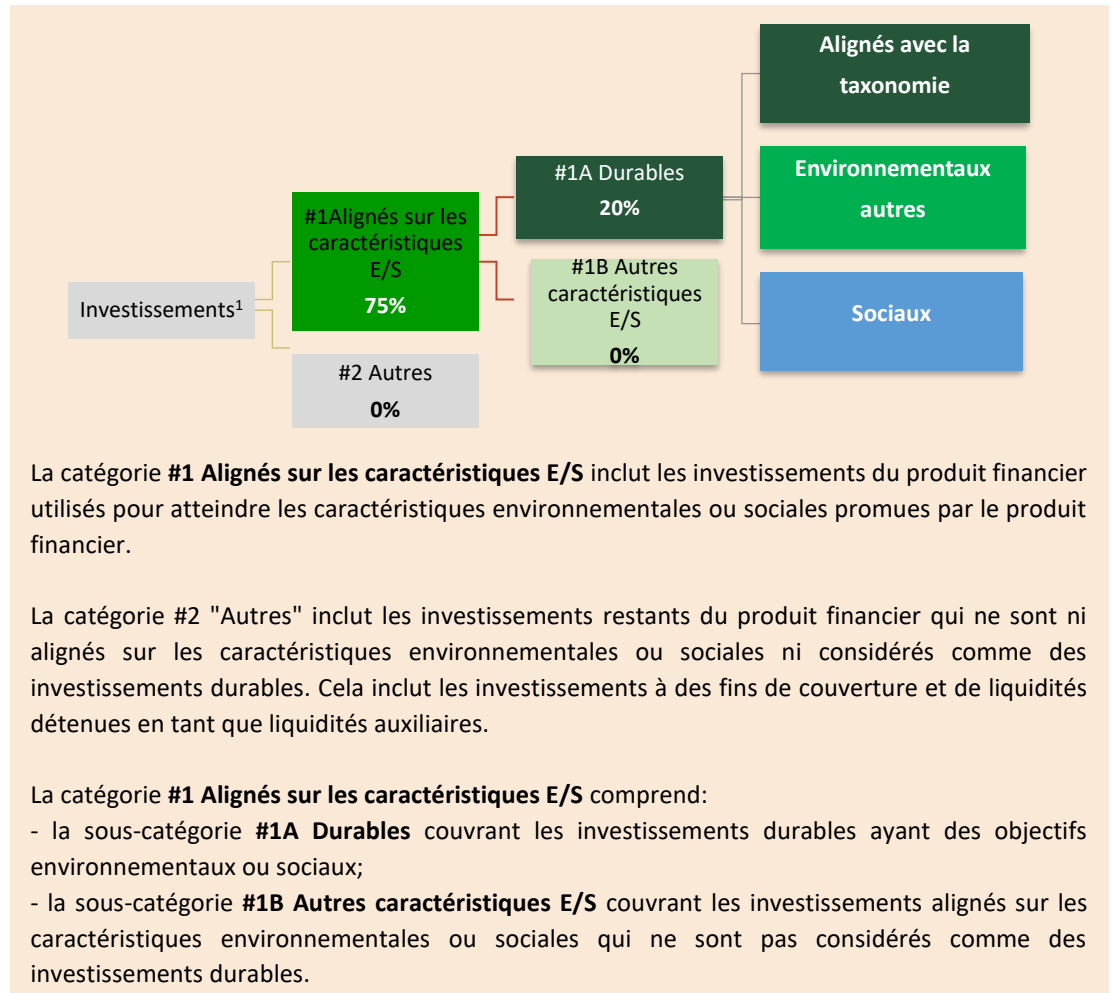 Alignés avec la
taxonomie
#1A Durables
20%
Environnementaux
autres
#1Alignés sur les
caractéristiques
E/S
75%
#1B Autres
caractéristiques
E/S
0%
Investissements¹
Sociaux
#2 Autres
0%
La catégorie #1 Alignés sur les caractéristiques E/S inclut les investissements du produit financier
utilisés pour atteindre les caractéristiques environnementales ou sociales promues par le produit
financier.
La catégorie #2 "Autres" inclut les investissements restants du produit financier qui ne sont ni
alignés sur les caractéristiques environnementales ou sociales ni considérés comme des
investissements durables. Cela inclut les investissements à des fins de couverture et de liquidités
détenues en tant que liquidités auxiliaires.
La catégorie #1 Alignés sur les caractéristiques E/S comprend:
- la sous-catégorie #1A Durables couvrant les investissements durables ayant des objectifs
environnementaux ou sociaux;
- la sous-catégorie #1B Autres caractéristiques E/S couvrant les investissements alignés sur les
caractéristiques environnementales ou sociales qui ne sont pas considérés comme des
investissements durables.